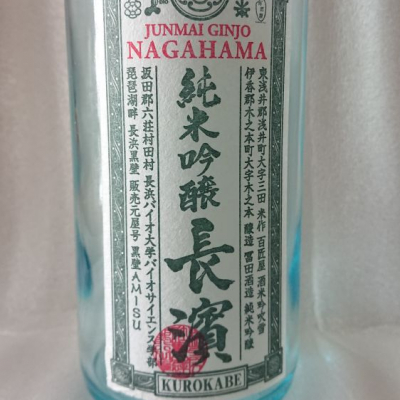 JUNMAI GINJO
NAGAHAMA
東浅井郡浅井町大字三田 米作 百匠屋 酒米吟吹雪
伊香郡木之本町大字木之本 醸造 冨田酒造 純米吟醸
純米吟醸
長濱
坂田郡六荘村田村 長浜バイオ大学バイオサイエンス学部
琵琶湖畔 長浜黒壁 販売元屋号 黒壁AMISU
KUROKABE